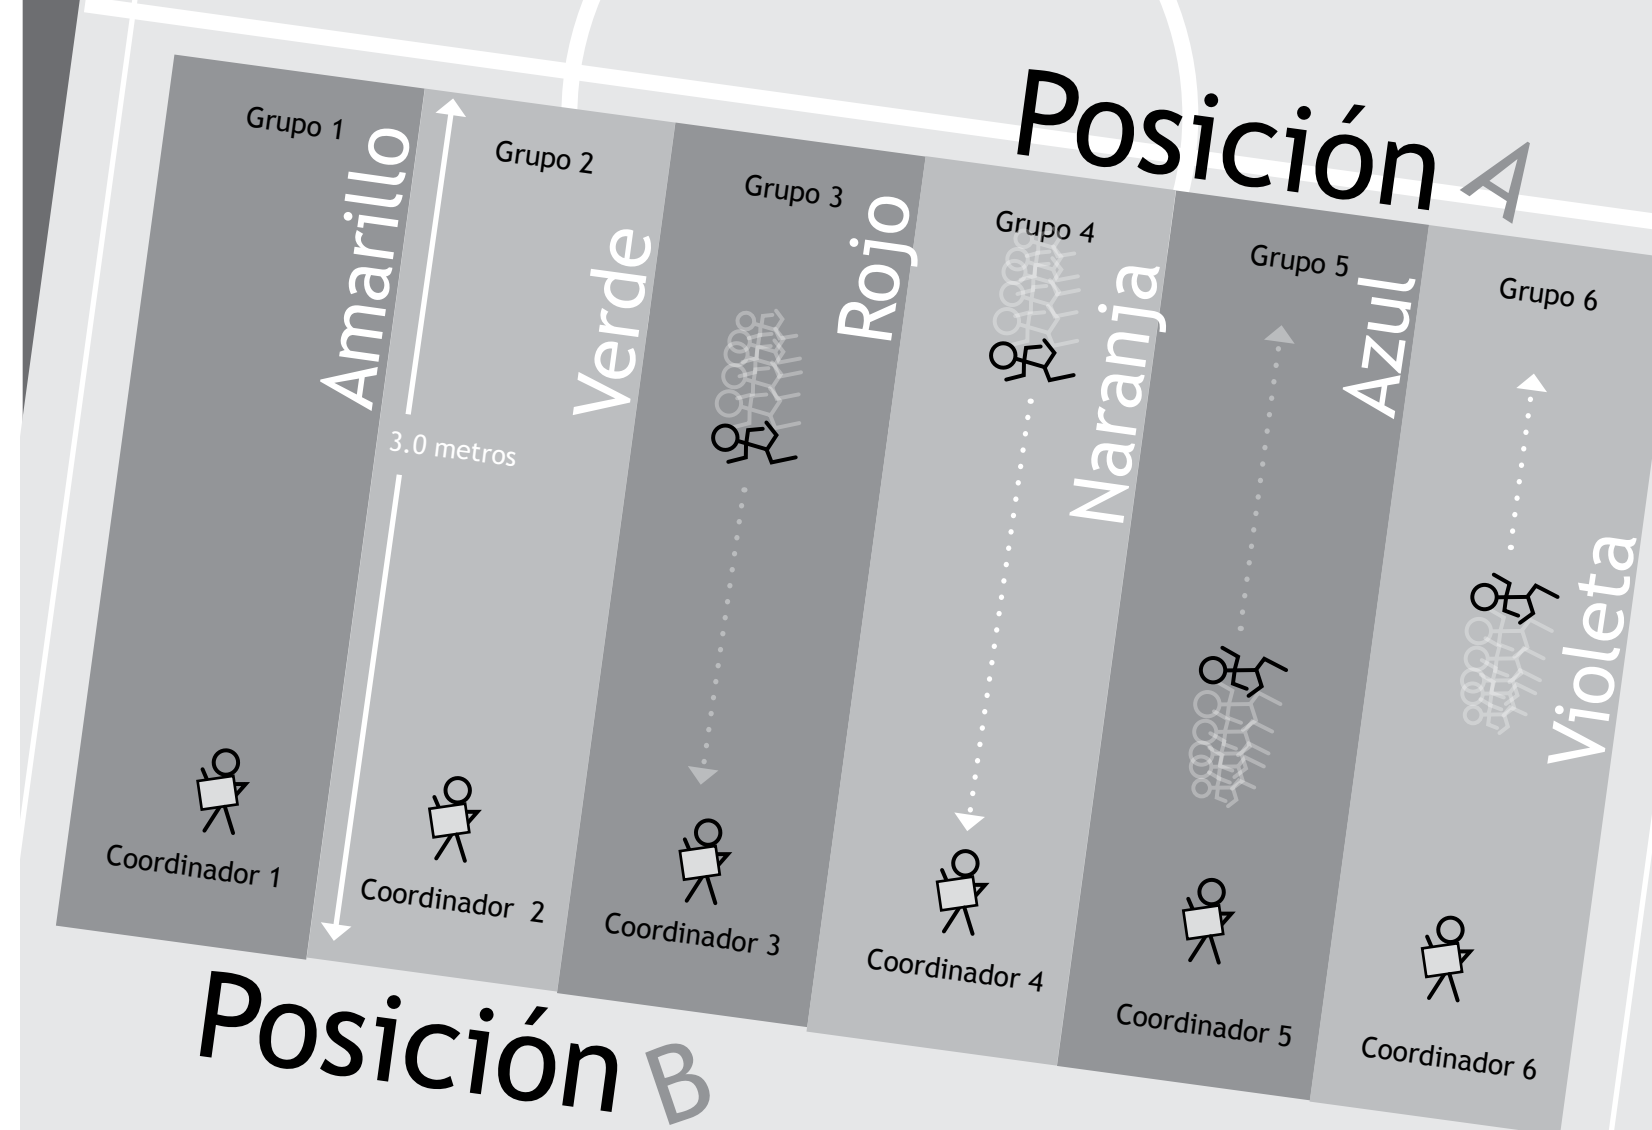 Posición A
Grupo 1
Grupo 2
Grupo 3
Grupo 4
Grupo 5
Grupo 6
Amarillo
Verde
Rojo
Naranja
Azul
Violeta
3.0 metros
Coordinador 1
Coordinador 2
Coordinador 3
Coordinador 4
Coordinador 5
Coordinador 6
Posición B